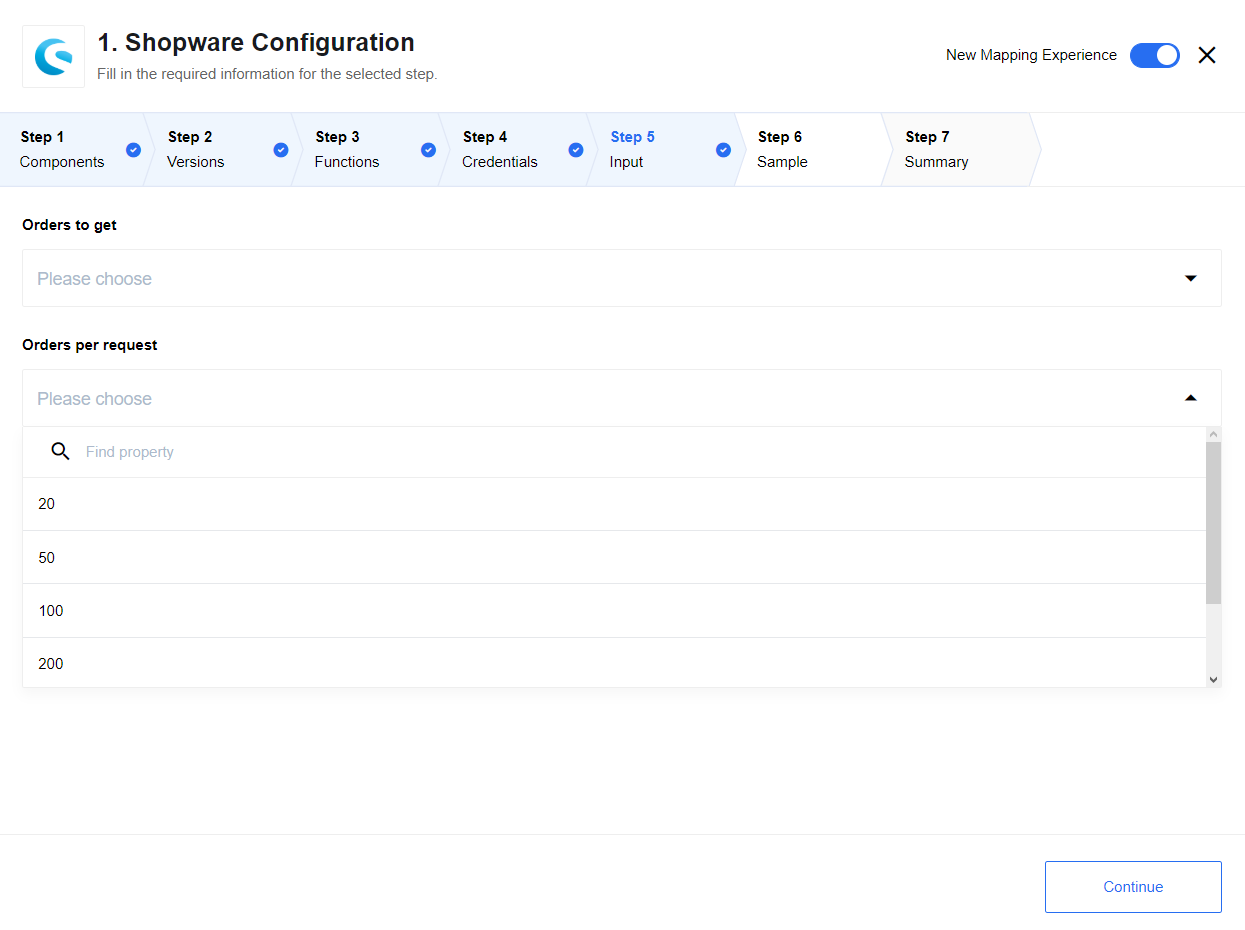 1. Shopware Configuration
Fill in the required information for the selected step.
New Mapping Experience
Step 1
Components
Step 2
Versions
Step 3
Functions
Step 4
Credentials
Step 5
Input
Step 6
Sample
Step 7
Summary
Orders to get
Please choose
Orders per request
Please choose
Find property
20
50
100
200
Continue